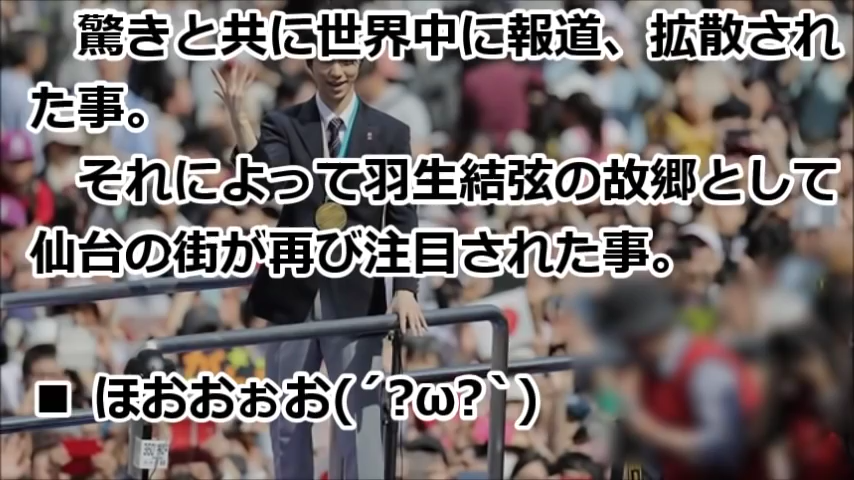 驚きと共に世界中に報道、拡散され
た事。
それによって羽生結弦の故郷として
仙台の街が再び注目された事。
■ ほおおぉお(´?ω?`)